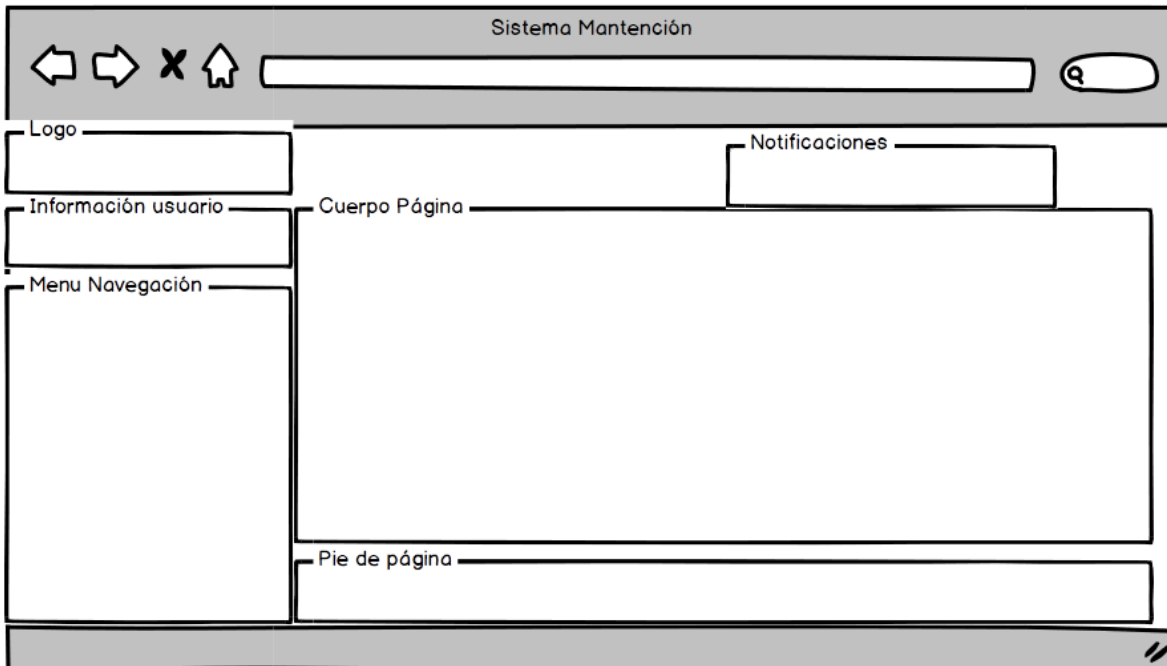 Sistema Mantención
Logo
Notificaciones
Información usuario
Cuerpo Página
Menu Navegación
Pie de página